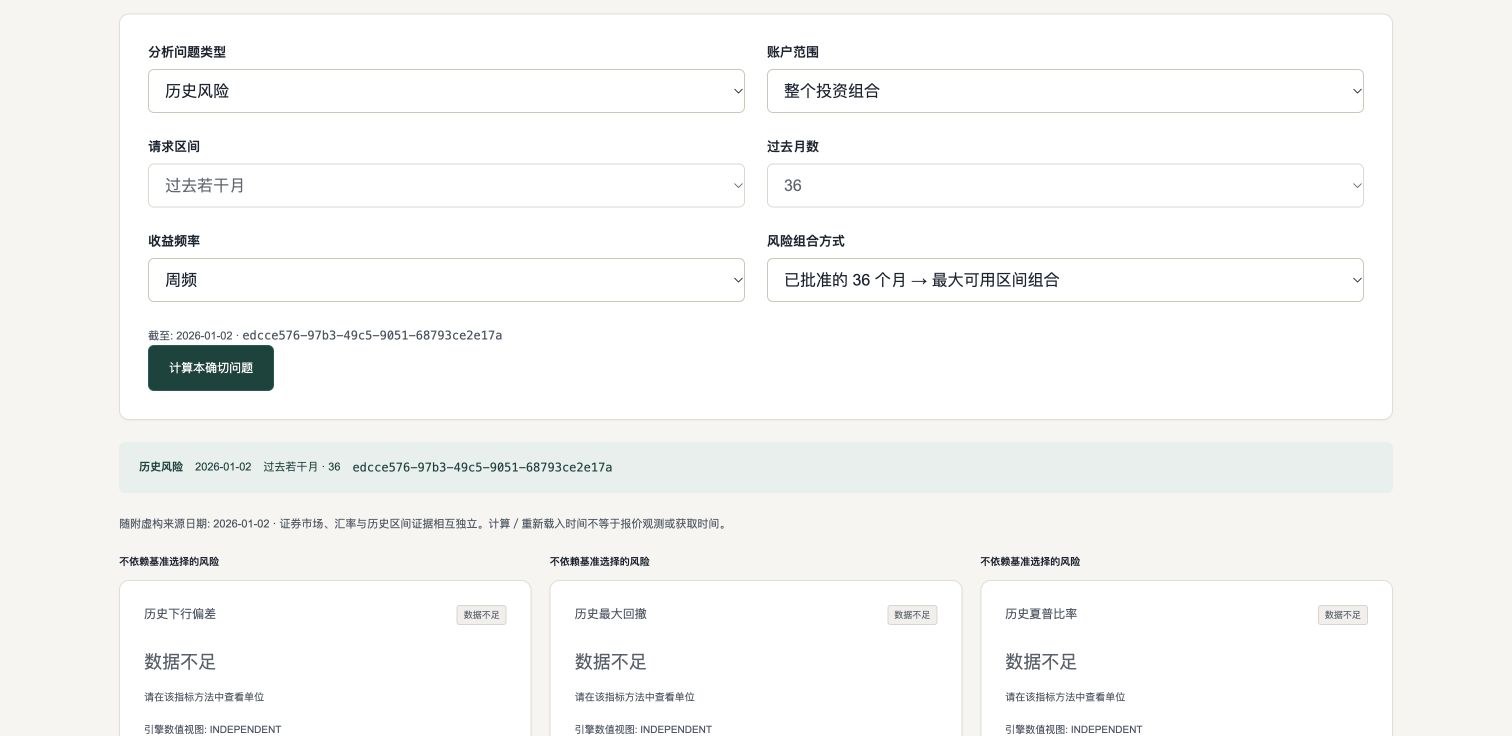 分析问题类型
账户范围
历史风险
整个投资组合
请求区间
过去月数
过去若干月
36
收益频率
风险组合方式
周频
已批准的 36 个月 → 最大可用区间组合
截至: 2026-01-02 · edcce576-97b3-49c5-9051-68793ce2e17a
计算本确切问题
历史风险 2026-01-02 过去若干月 · 36 edcce576-97b3-49c5-9051-68793ce2e17a
随附虚构来源日期: 2026-01-02 · 证券市场、汇率与历史区间证据相互独立。计算 / 重新载入时间不等于报价观测或获取时间。
不依赖基准选择的风险
不依赖基准选择的风险
不依赖基准选择的风险
历史下行偏差
数据不足
历史最大回撤
数据不足
历史夏普比率
数据不足
数据不足
数据不足
数据不足
请在该指标方法中查看单位
请在该指标方法中查看单位
请在该指标方法中查看单位
引擎数值视图: INDEPENDENT
引擎数值视图: INDEPENDENT
引擎数值视图: INDEPENDENT